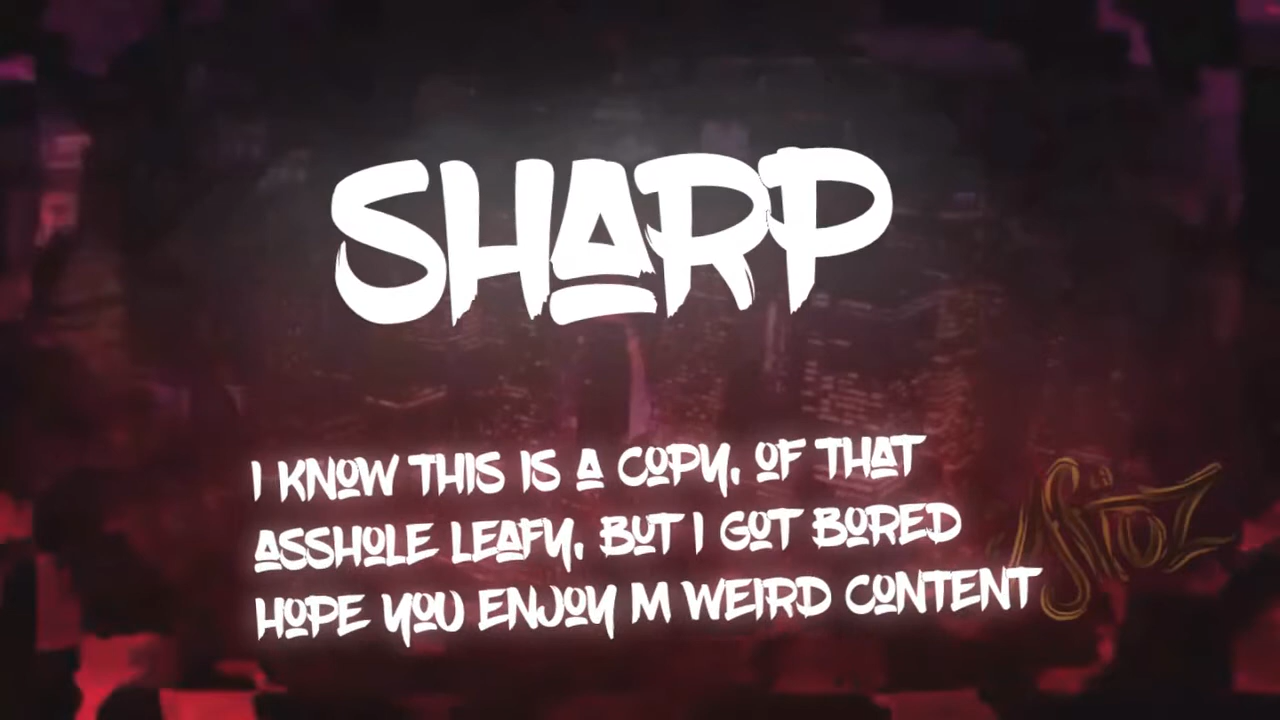 SHARP
I KNOW THIS IS A COPY, OF THAT
ASSHOLE LEAFY, BUT I GOT BORED
HOPE YOU ENJOY M WEIRD CONTENT